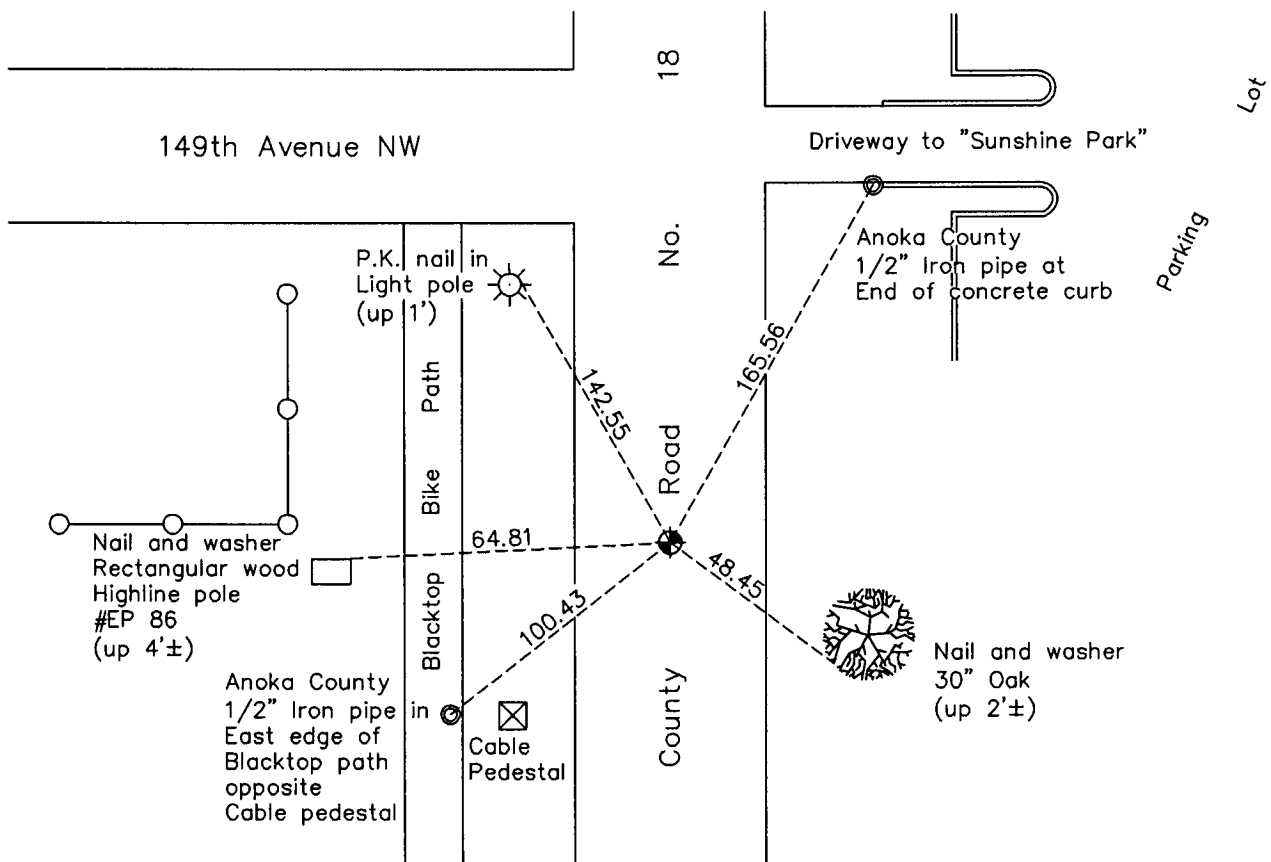 18
Lot
149th Avenue NW
Driveway to "Sunshine Park"
No.
Parking
P.K. nail in
Light pole
(up 1')
Anoka County
1/2" Iron pipe at
End of concrete curb
142.55
165.56
Path
Bike
Blacktop
Road
County
Nail and washer
Rectangular wood
Highline pole
#EP 86
(up 4'±)
64.81
48.45
100.43
Anoka County
1/2" Iron pipe in
East edge of
Blacktop path
opposite
Cable pedestal
Cable
Pedestal
Nail and washer
30" Oak
(up 2'±)